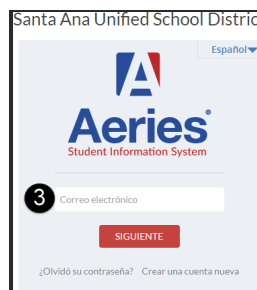 Santa Ana Unified School Distric
Español
Aeries®
Student Information System
3
Correo electrónico
SIGUIENTE
¿Olvidó su contraseña? Crear una cuenta nueva